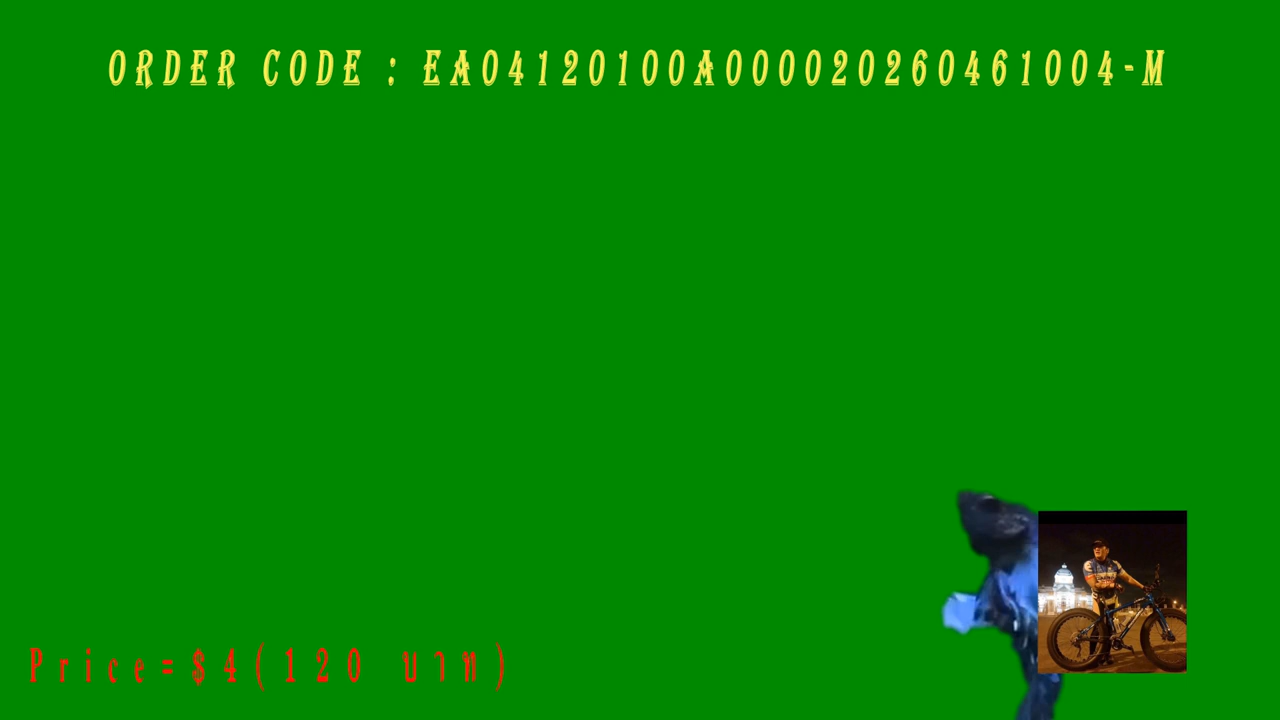 ORDER CODE : EA04120100A000020260461004-M
Price=$4(120 บาท)